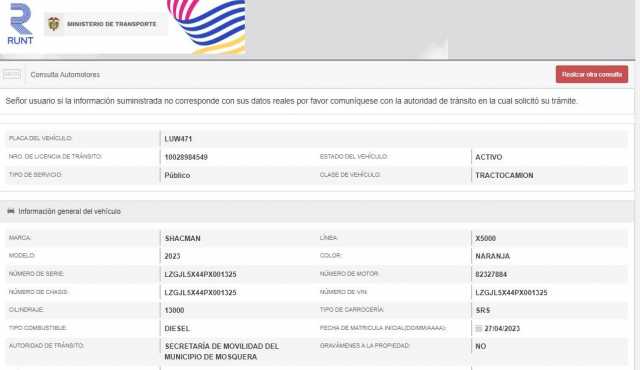 RUNT
MINISTERIO DE TRANSPORTE
Consulta Automotores
Realizar otra consulta
Señor usuario si la información suministrada no corresponde con sus datos reales por favor comuníquese con la autoridad de tránsito en la cual solicitó su trámite.
PLACA DEL VEHÍCULO: LUW471
NRO. DE LICENCIA DE TRÁNSITO: 10028984549 ESTADO DEL VEHÍCULO: ACTIVO
TIPO DE SERVICIO: Público CLASE DE VEHÍCULO: TRACTOCAMION
Información general del vehículo
MARCA: SHACMAN LÍNEA: X5000
MODELO: 2023 COLOR: NARANJA
NÚMERO DE SERIE: LZGJL5X44PX001325 NÚMERO DE MOTOR: 82327884
NÚMERO DE CHASIS: LZGJL5X44PX001325 NÚMERO DE VIN: LZGJL5X44PX001325
CILINDRAJE: 13000 TIPO DE CARROCERÍA: SRS
TIPO COMBUSTIBLE: DIESEL FECHA DE MATRICULA INICIAL(DD/MM/AAAA): 27/04/2023
AUTORIDAD DE TRÁNSITO: SECRETARÍA DE MOVILIDAD DEL GRAVÁMENES A LA PROPIEDAD: NO
MUNICIPIO DE MOSQUERA